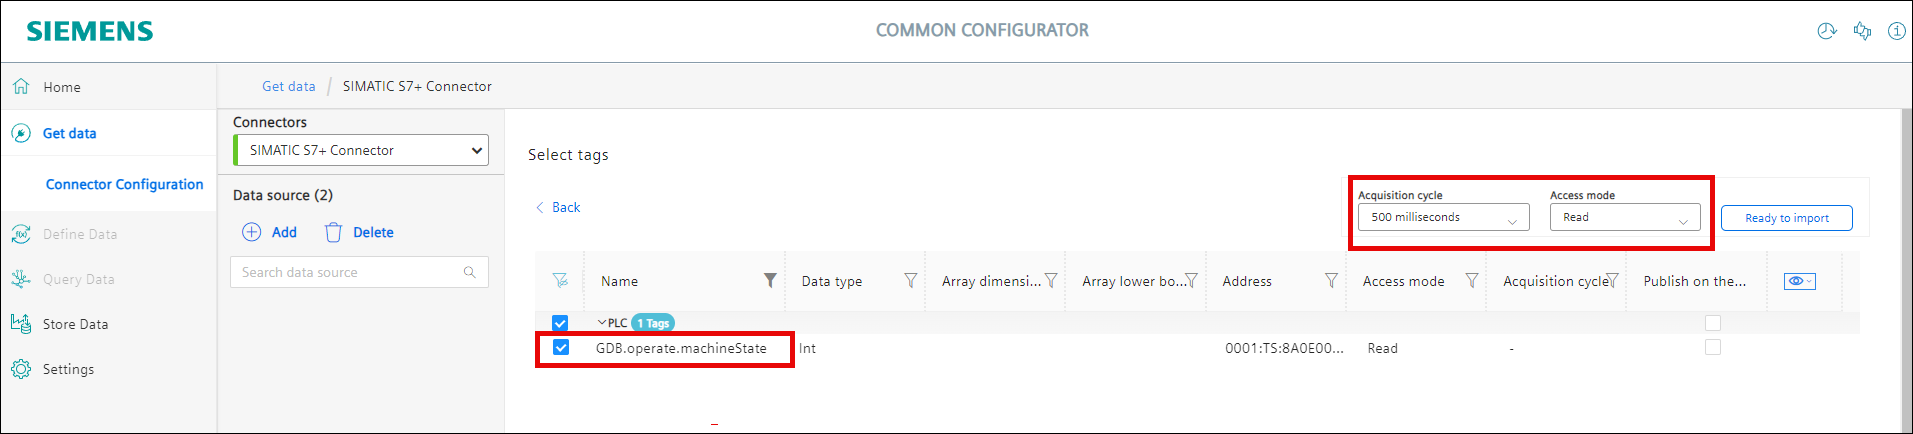 SIEMENS
COMMON CONFIGURATOR
Home
Get data
Connector Configuration
Define Data
Query Data
Store Data
Settings
Get data / SIMATIC S7+ Connector
Connectors
SIMATIC S7+ Connector
Data source (2)
Add Delete
Search data source
Select tags
Back
Acquisition cycle Access mode
500 milliseconds Read Ready to import
Name Data type Array dimensi... Array lower bo... Address Access mode Acquisition cycle Publish on the...
PLC 1 Tags
GDB.operate.machineState Int 0001:TS:8A0E00... Read -